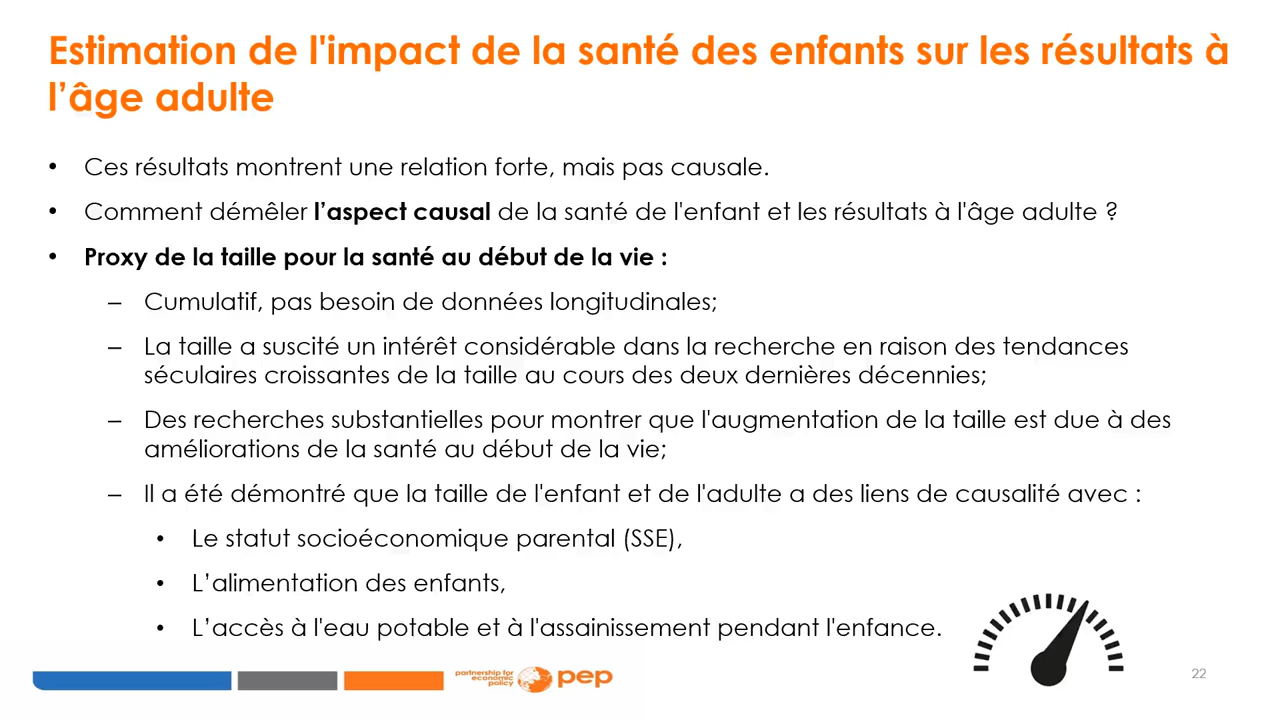 Estimation de l'impact de la santé des enfants sur les résultats à
l’âge adulte
• Ces résultats montrent une relation forte, mais pas causale.
• Comment démêler l’aspect causal de la santé de l'enfant et les résultats à l'âge adulte ?
• Proxy de la taille pour la santé au début de la vie :
– Cumulatif, pas besoin de données longitudinales;
– La taille a suscité un intérêt considérable dans la recherche en raison des tendances
séculaires croissantes de la taille au cours des deux dernières décennies;
– Des recherches substantielles pour montrer que l'augmentation de la taille est due à des
améliorations de la santé au début de la vie;
– Il a été démontré que la taille de l'enfant et de l'adulte a des liens de causalité avec :
• Le statut socioéconomique parental (SSE),
• L’alimentation des enfants,
• L’accès à l'eau potable et à l'assainissement pendant l'enfance.
partnership for
economic
policy
pep
22